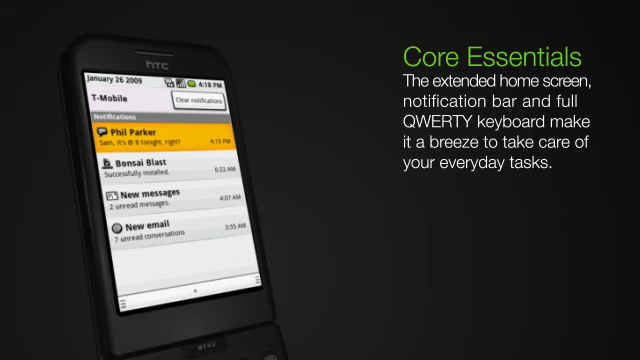 hTC
January 26 2009
4:18 PM
T-Mobile
Clear notifications
Notifications
Phil Parker
Sam, it's @ 8 tonight, right?
4:15 PM
Bonsai Blast
Successfully installed.
6:22 AM
New messages
2 unread messages.
4:07 AM
New email
7 unread conversations
3:55 AM
MENU
Core Essentials
The extended home screen,
notification bar and full
QWERTY keyboard make
it a breeze to take care of
your everyday tasks.